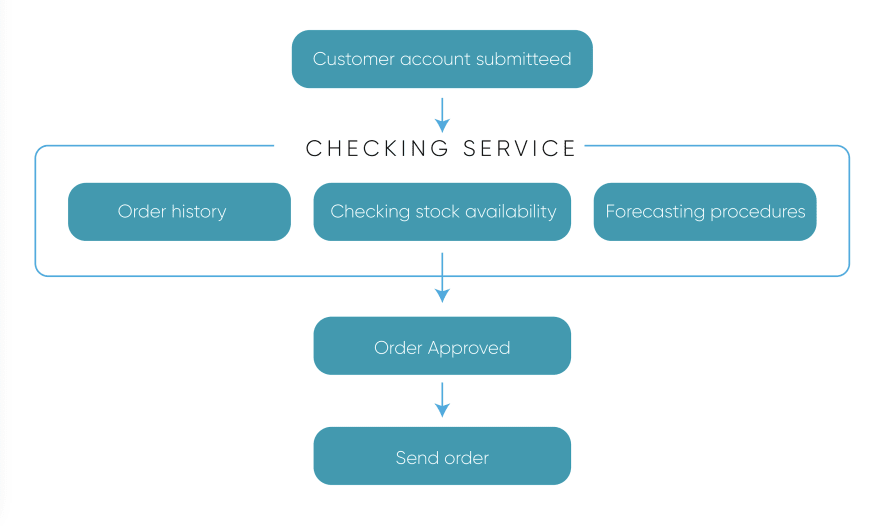 Customer account submitteed
CHECKING SERVICE
Order history
Checking stock availability
Forecasting procedures
Order Approved
Send order